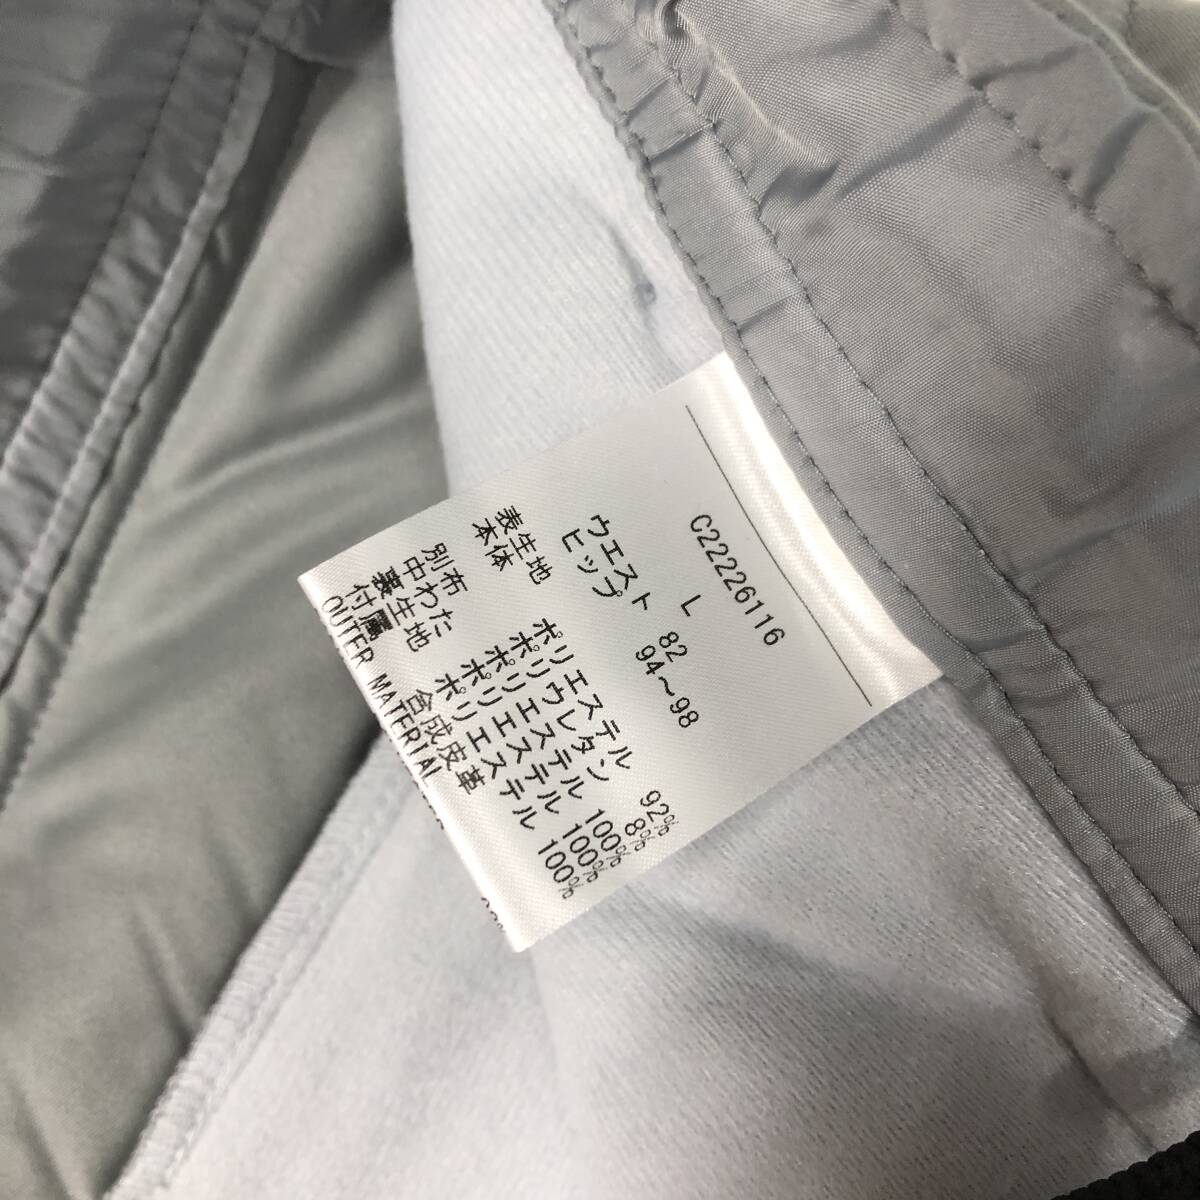 C22226116
L
ウエスト 82
ヒップ 94～98
表生地
本体 ポリエステル 92%
ポリウレタン 8%
別布 ポリエステル 100%
中わた ポリエステル 100%
裏生地 ポリエステル 100%
付属 合成皮革
OUTER MATERIAL